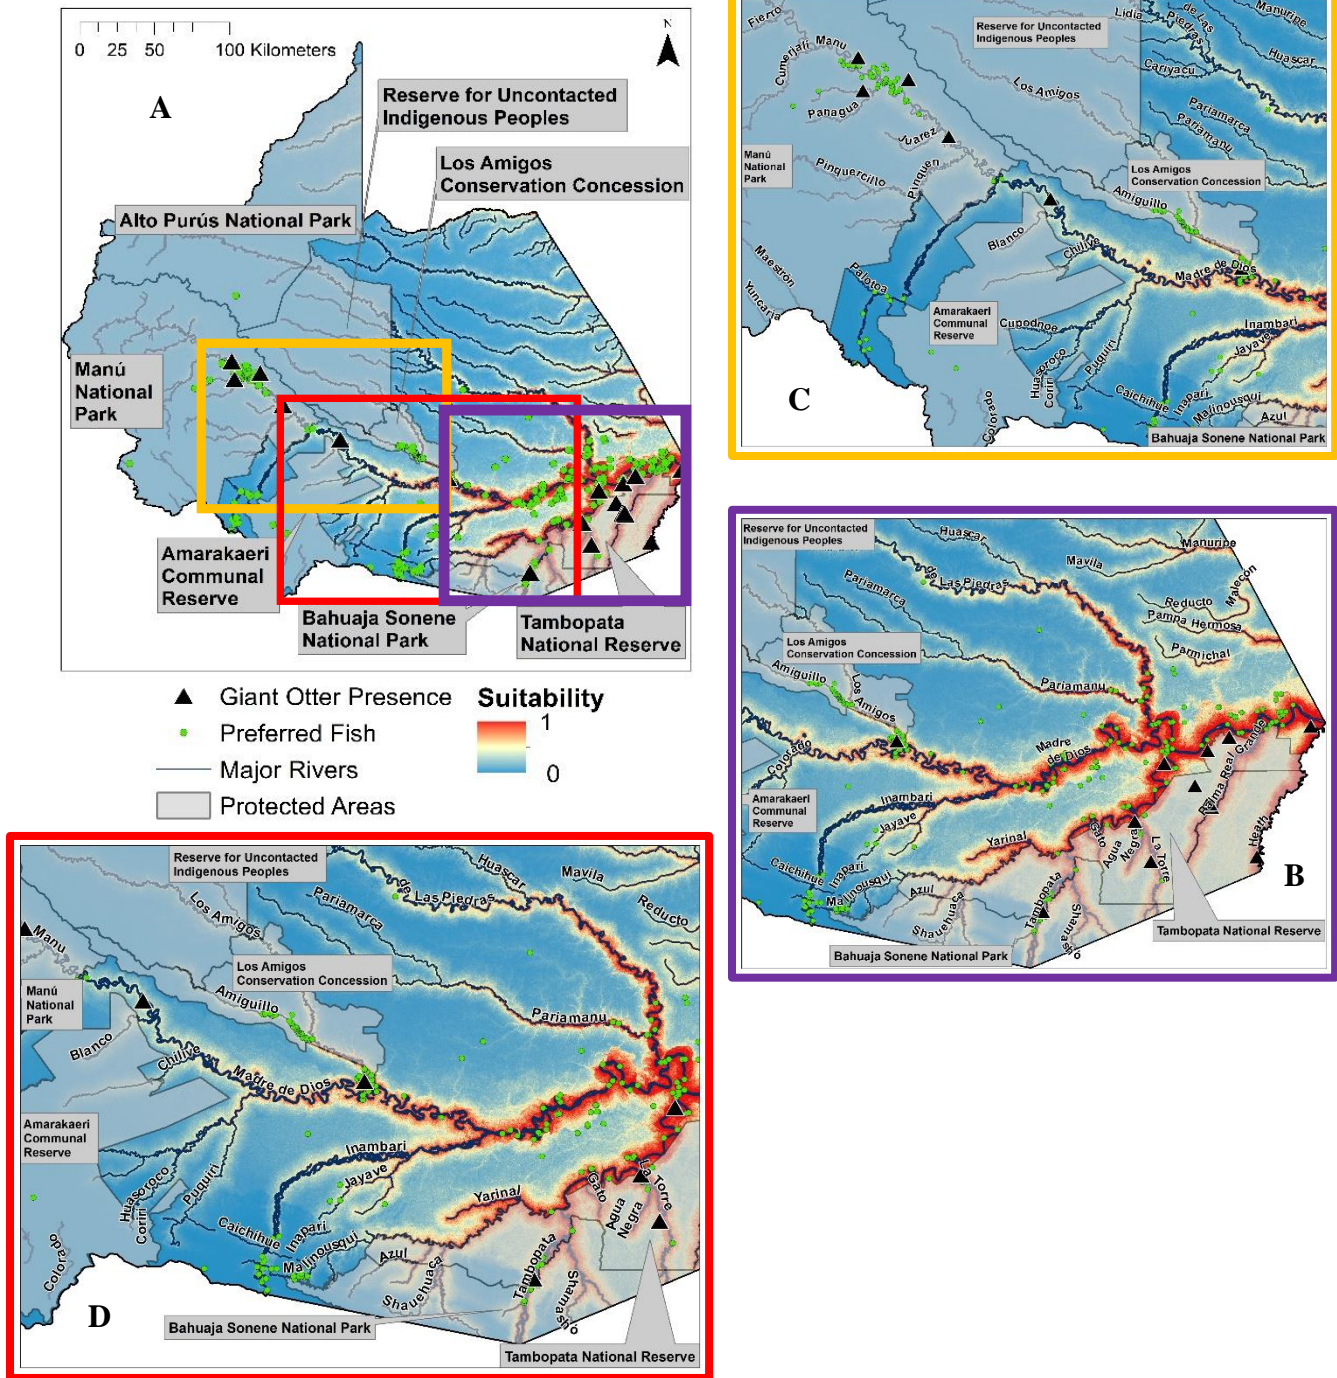 0 25 50 100 Kilometers
N
A
Reserve for Uncontacted
Indigenous Peoples
Los Amigos
Conservation Concession
Alto Purús National Park
Manú
National
Park
Amarakaeri
Communal
Reserve
Bahuaja Sonene
National Park
Tambopata
National Reserve
Giant Otter Presence
Preferred Fish
Major Rivers
Protected Areas
Suitability
1
0
Fierro
Cumerjali
Manu
Panagua
Juarez
Pinquen
Pinquercillo
Manú
National
Park
Maestron
Yuncaria
Palotoa
Reserve for Uncontacted
Indigenous Peoples
Lidia
de Las
Piedras
Manuripe
Huascar
Cariyacu
Los Amigos
Pariamarca
Pariamanu
Los Amigos
Conservation Concession
Amiguillo
Blanco
Chilive
Madre de Dios
Amarakaeri
Communal
Reserve
Cupodnoe
Huasoroco
Coriri
Puquiri
Colorado
Inambari
Jayave
Caichihue
Inapari
Malinousqui
Azul
Bahuaja Sonene National Park
C
Reserve for Uncontacted
Indigenous Peoples
Huascar
de Las Piedras
Mavila
Manuripe
Malecon
Reducto
Pampa Hermosa
Parmichal
Pariamarca
Los Amigos
Conservation Concession
Amiguillo
Los Amigos
Pariamanu
Colorado
Madre
de Dios
Amarakaeri
Communal
Reserve
Inambari
Jayave
Yarinal
Gato
Agua
Negra
La Torre
Palma Real Grande
Heath
Caichihue
Inapari
Malinousqui
Azul
Shauehuaca
Tambopata
Shamashó
B
Tambopata National Reserve
Bahuaja Sonene National Park
Reserve for Uncontacted
Indigenous Peoples
Huascar
de Las Piedras
Mavila
Reducto
Pariamarca
Los Amigos
Manu
Los Amigos
Conservation Concession
Amiguillo
Manú
National
Park
Pariamanu
Blanco
Chilive
Madre de Dios
Amarakaeri
Communal
Reserve
Inambari
Jayave
Huasoroco
Coriri
Puquiri
Caichihue
Inapari
Malinousqui
Yarinal
Gato
Agua
Negra
La Torre
Colorado
Azul
Shauehuaca
Tambopata
Shamashó
D
Bahuaja Sonene National Park
Tambopata National Reserve